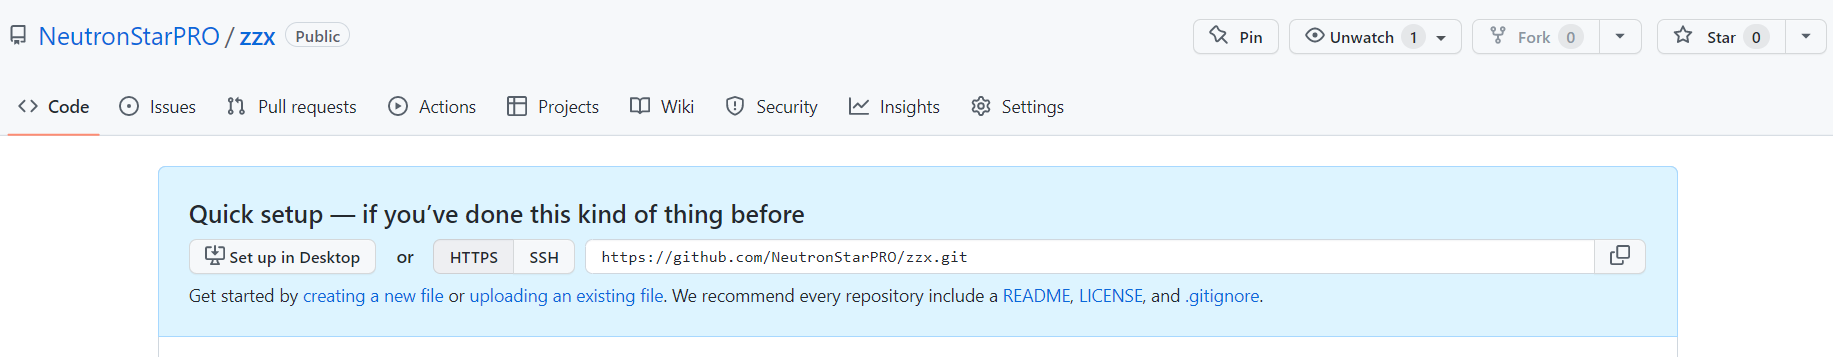 NeutronStarPRO / zzx Public
Pin Unwatch 1 Fork 0 Star 0
Code Issues Pull requests Actions Projects Wiki Security Insights Settings
Quick setup — if you’ve done this kind of thing before
Set up in Desktop or HTTPS SSH https://github.com/NeutronStarPRO/zzx.git
Get started by creating a new file or uploading an existing file. We recommend every repository include a README, LICENSE, and .gitignore.